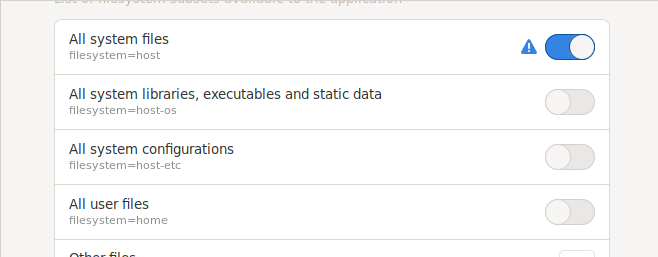 List of filesystem subsets available to the application
All system files
filesystem=host
All system libraries, executables and static data
filesystem=host-os
All system configurations
filesystem=host-etc
All user files
filesystem=home
Other files